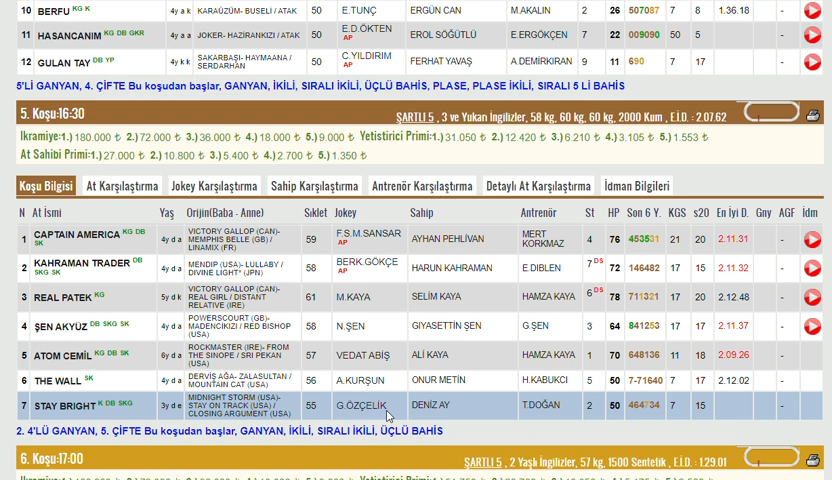 10 BERFU KG K 4y a k KARAÜZÜM- BUSELİ / ATAK 50 E.TUNÇ ERGÜN CAN M.AKALIN 2 26 507087 7 8 1.36.18
11 HASANCANIM KG DB GKR 4y a a JOKER- HAZİRANKIZI / ATAK 50 E.D.ÖKTEN AP EROL SÖĞÜTLÜ E.ERGÖKÇEN 7 22 009090 50 5 -
12 GULAN TAY DB YP 4y k k SAKARBAŞI- HAYMAANA / SERDARHAN 50 C.YILDIRIM AP FERHAT YAVAŞ A.DEMİRKIRAN 9 11 690 7 17 -
5'Lİ GANYAN, 4. ÇİFTE Bu koşudan başlar, GANYAN, İKİLİ, SIRALI İKİLİ, ÜÇLÜ BAHİS, PLASE, PLASE İKİLİ, SIRALI 5 Lİ BAHİS
5. Koşu:16:30 ŞARTLI 5 , 3 ve Yukarı İngilizler, 58 kg, 60 kg, 60 kg, 2000 Kum , E.İ.D. : 2.07.62
Ikramiye:1.) 180.000 ₺ 2.) 72.000 ₺ 3.) 36.000 ₺ 4.) 18.000 ₺ 5.) 9.000 ₺ Yetistirici Primi:1.) 31.050 ₺ 2.) 12.420 ₺ 3.) 6.210 ₺ 4.) 3.105 ₺ 5.) 1.553 ₺
At Sahibi Primi:1.) 27.000 ₺ 2.) 10.800 ₺ 3.) 5.400 ₺ 4.) 2.700 ₺ 5.) 1.350 ₺
Koşu Bilgisi At Karşılaştırma Jokey Karşılaştırma Sahip Karşılaştırma Antrenör Karşılaştırma Detaylı At Karşılaştırma İdman Bilgileri
N At İsmi Yaş Orijin(Baba - Anne) Sıklet Jokey Sahip Antrenör St HP Son 6 Y. KGS s20 En İyi D. Gny AGF İdm
1 CAPTAIN AMERICA KG DB SK 4y d a VICTORY GALLOP (CAN)- MEMPHIS BELLE (GB) / LINAMIX (FR) 59 F.S.M.SANSAR AP AYHAN PEHLİVAN MERT KORKMAZ 4 76 453531 21 20 2.11.31 -
2 KAHRAMAN TRADER DB SKG SK 4y d a MENDIP (USA)- LULLABY / DIVINE LIGHT* (JPN) 58 BERK.GÖKÇE AP HARUN KAHRAMAN E.DIBLEN 7 DS 72 146482 17 15 2.11.32 -
3 REAL PATEK KG 5y d k VICTORY GALLOP (CAN)- REAL GIRL / DISTANT RELATIVE (IRE) 61 M.KAYA SELİM KAYA HAMZA KAYA 6 DS 78 711321 17 20 2.12.48 -
4 ŞEN AKYÜZ DB SKG SK 4y d a POWERSCOURT (GB)- MADENCİKIZI / RED BISHOP (USA) 58 N.ŞEN GIYASETTİN ŞEN G.ŞEN 3 64 841253 17 17 2.11.37 -
5 ATOM CEMİL KG DB SK 6y d a ROCKMASTER (IRE)- FROM THE SINOPE / SRI PEKAN (USA) 57 VEDAT ABİŞ ALİ KAYA HAMZA KAYA 1 70 648136 11 18 2.09.26 -
6 THE WALL SK 4y d a DERVİŞ AĞA- ZALASULTAN / MOUNTAIN CAT (USA) 56 A.KURŞUN ONUR METİN H.KABUKCI 5 50 7-71640 7 17 2.12.02 -
7 STAY BRIGHT K DB SKG 3y d e MIDNIGHT STORM (USA)- STAY ON TRACK (USA) / CLOSING ARGUMENT (USA) 55 G.ÖZÇELİK DENİZ AY T.DOĞAN 2 50 464734 7 15 -
2. 4'LÜ GANYAN, 5. ÇİFTE Bu koşudan başlar, GANYAN, İKİLİ, SIRALI İKİLİ, ÜÇLÜ BAHİS
6. Koşu:17:00 ŞARTLI 5 , 2 Yaşlı İngilizler, 57 kg, 1500 Sentetik , E.İ.D. : 1.29.01